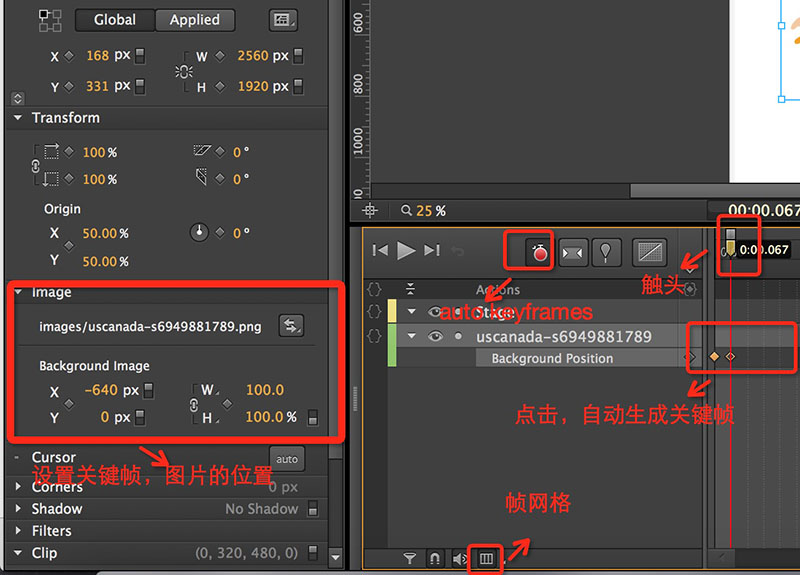 Global Applied
X 168 px W 2560 px
Y 331 px H 1920 px
Transform
100 % 0 °
100 % 0 °
Origin
X 50.00 % 0 °
Y 50.00 %
Image
images/uscanada-s6949881789.png
Background Image
X -640 px W 100.0
Y 0 px H 100.0 %
Cursor auto
设置关键帧，图片的位置
Corners 0 px
Shadow No Shadow
Filters
Clip (0, 320, 480, 0)
600
800
1000
25 %
00:00.067
0:00.067
触头
Actions
auto keyframes
Stage
uscanada-s6949881789
Background Position
点击，自动生成关键帧
帧网格